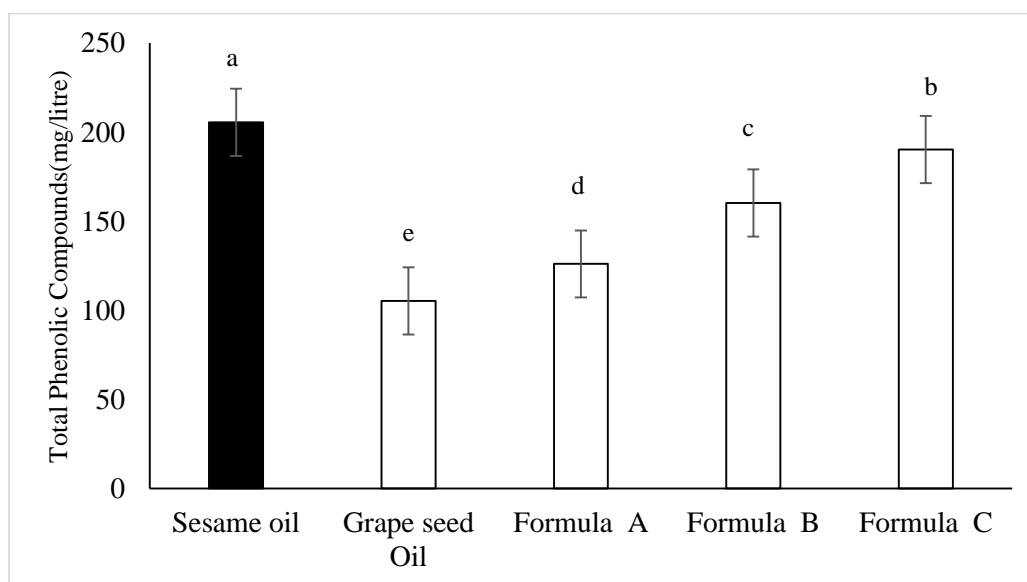 Total Phenolic Compounds(mg/litre)
250
200
150
100
50
0
a
e
d
c
b
Sesame oil
Grape seed
Oil
Formula A
Formula B
Formula C